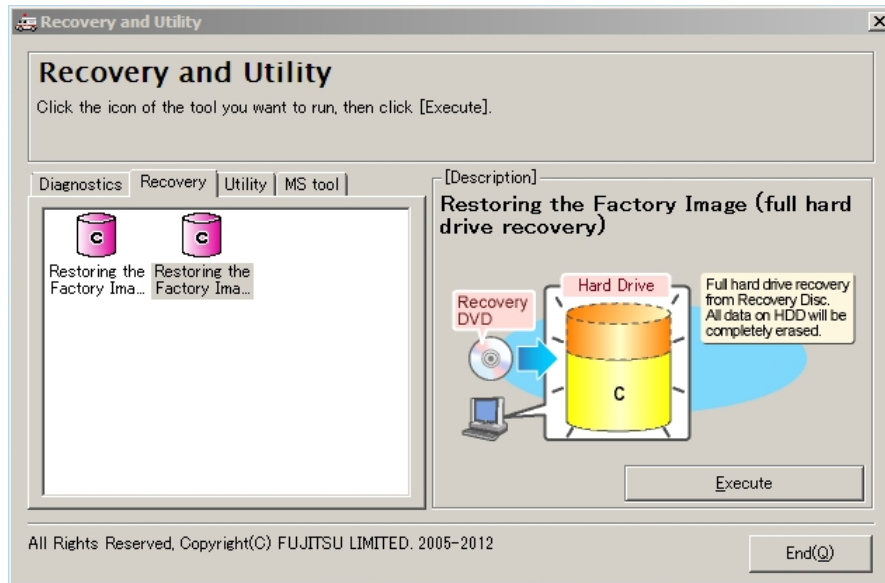 Recovery and Utility
Recovery and Utility
Click the icon of the tool you want to run, then click [Execute].
Diagnostics
Recovery
Utility
MS tool
C
Restoring the
Factory Ima...
C
Restoring the
Factory Ima...
[Description]
Restoring the Factory Image (full hard
drive recovery)
Recovery
DVD
Hard Drive
C
Full hard drive recovery
from Recovery Disc.
All data on HDD will be
completely erased.
Execute
All Rights Reserved, Copyright(C) FUJITSU LIMITED. 2005-2012
End(Q)